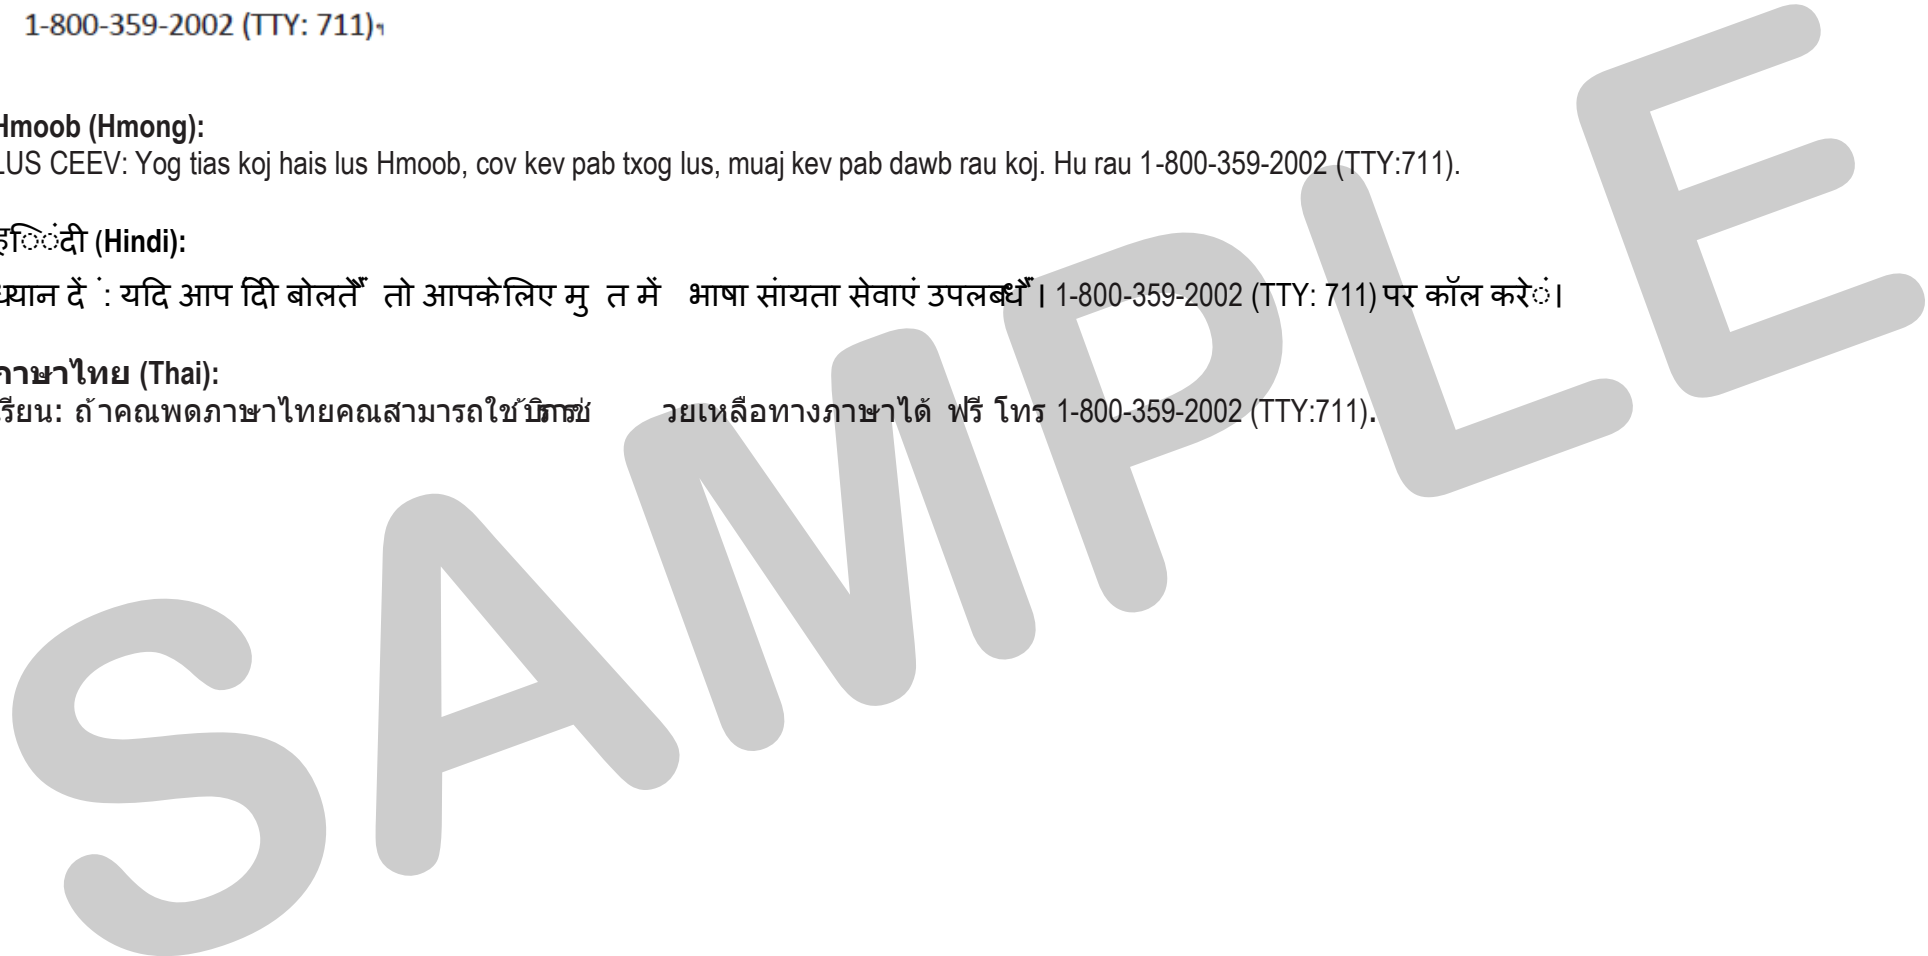 1-800-359-2002 (TTY: 711)។
Hmoob (Hmong):
LUS CEEV: Yog tias koj hais lus Hmoob, cov kev pab txog lus, muaj kev pab dawb rau koj. Hu rau 1-800-359-2002 (TTY:711).
(Hindi):
ध्यान दें : यदि आप बोलते तो आपके लिए मु त में भाषा सेवाएं 1-800-359-2002 (TTY: 711) पर कॉल करें।
ภาษาไทย (Thai):
เรียน: ถ้าคณพดภาษาไทยคณสามารถใช้ วยเหลือทางภาษาได้ ฟรี โทร 1-800-359-2002 (TTY:711).
SAMPLE